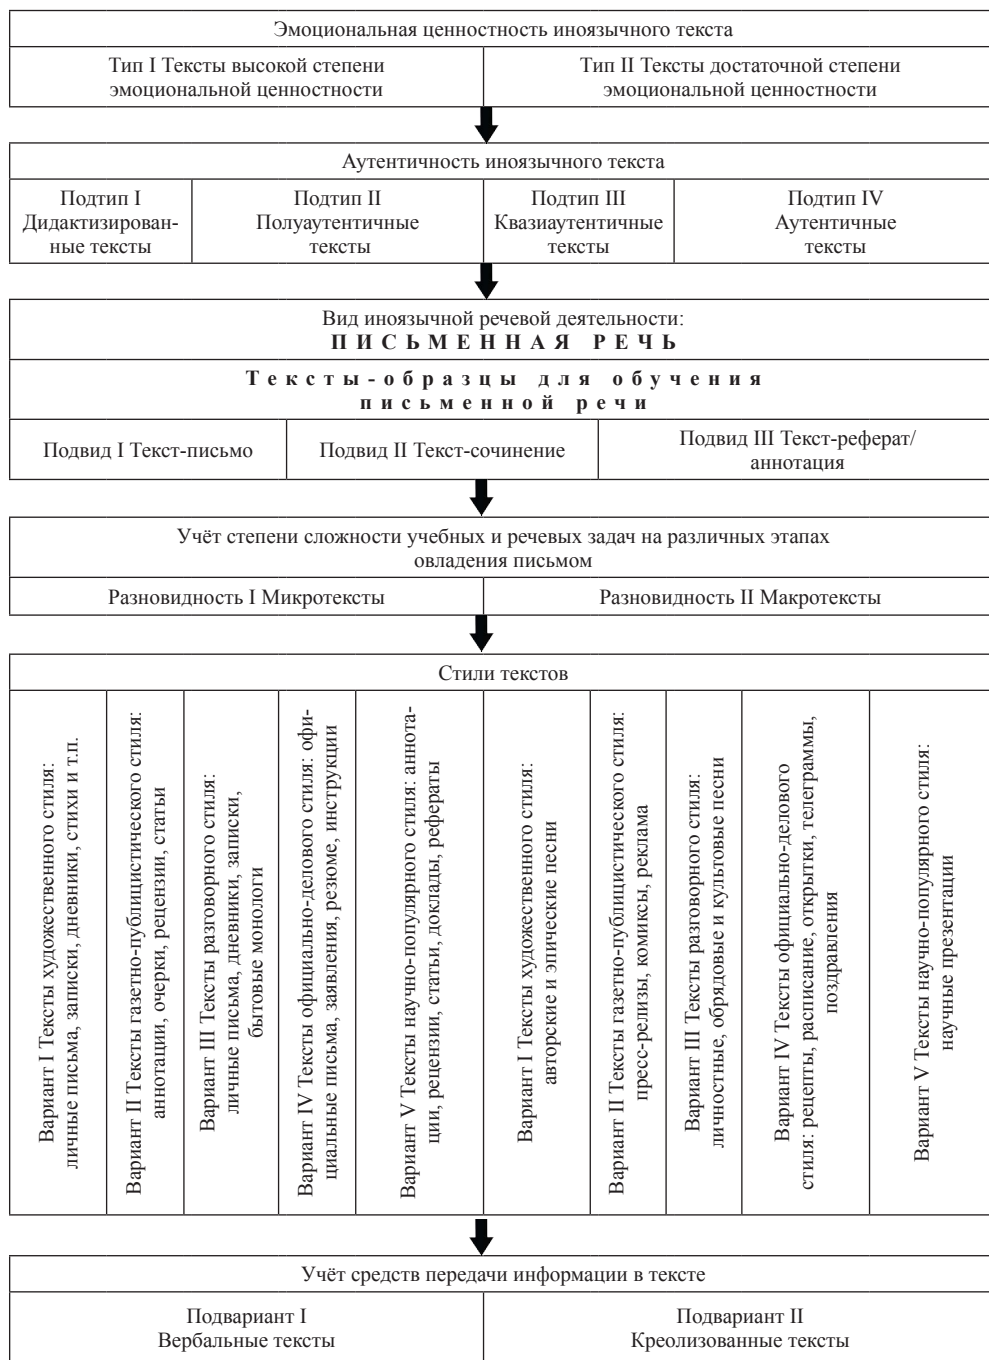 Эмоциональная ценностность иноязычного текста
Тип I Тексты высокой степени
эмоциональной ценностности
Тип II Тексты достаточной степени
эмоциональной ценностности
Аутентичность иноязычного текста
Подтип I
Дидактизирован-
ные тексты
Подтип II
Полуаутентичные
тексты
Подтип III
Квазиаутентичные
тексты
Подтип IV
Аутентичные
тексты
Вид иноязычной речевой деятельности:
ПИСЬМЕННАЯ РЕЧЬ
Тексты-образцы для обучения
письменной речи
Подвид I Текст-письмо
Подвид II Текст-сочинение
Подвид III Текст-реферат/
аннотация
Учёт степени сложности учебных и речевых задач на различных этапах
овладения письмом
Разновидность I Микротексты
Разновидность II Макротексты
Стили текстов
Вариант I Тексты художественного стиля:
личные письма, записки, дневники, стихи и т.п.
Вариант II Тексты газетно-публицистического стиля:
аннотации, очерки, рецензии, статьи
Вариант III Тексты разговорного стиля:
личные письма, дневники, записки,
бытовые монологи
Вариант IV Тексты официально-делового стиля: офи-
циальные письма, заявления, резюме, инструкции
Вариант V Тексты научно-популярного стиля: аннота-
ции, рецензии, статьи, доклады, рефераты
Вариант I Тексты художественного стиля:
авторские и эпические песни
Вариант II Тексты газетно-публицистического стиля:
пресс-релизы, комиксы, реклама
Вариант III Тексты разговорного стиля:
личностные, обрядовые и культовые песни
Вариант IV Тексты официально-делового
стиля: рецепты, расписание, открытки, телеграммы,
поздравления
Вариант V Тексты научно-популярного стиля:
научные презентации
Учёт средств передачи информации в тексте
Подвариант I
Вербальные тексты
Подвариант II
Креолизованные тексты